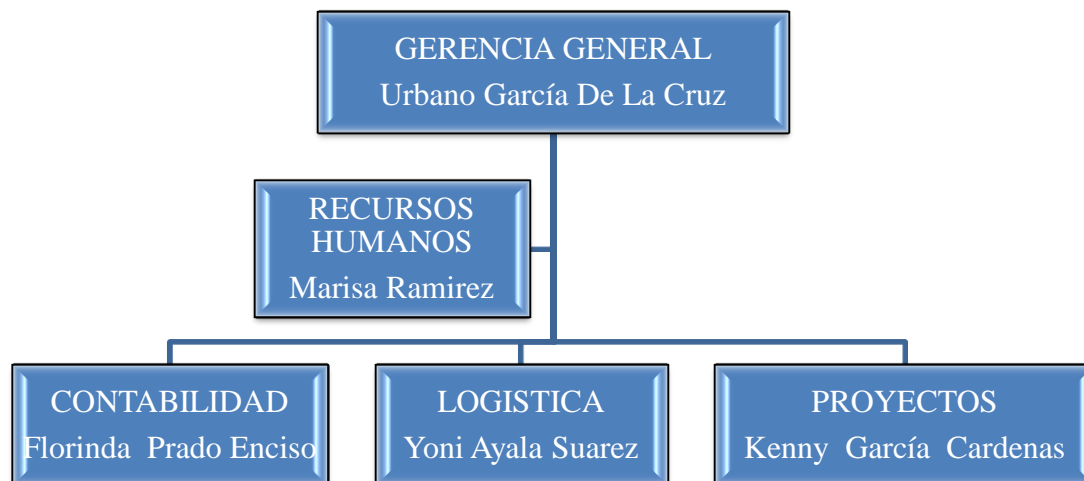 GERENCIA GENERAL
Urbano García De La Cruz
RECURSOS
HUMANOS
Marisa Ramirez
CONTABILIDAD
Florinda  Prado Enciso
LOGISTICA
Yoni Ayala Suarez
PROYECTOS
Kenny  García  Cardenas